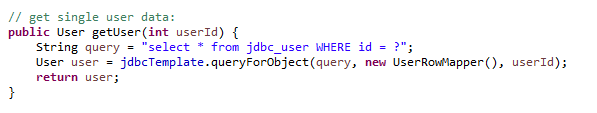 // get single user data:
public User getUser(int userId) {
    String query = "select * from jdbc_user WHERE id = ?";
    User user = jdbcTemplate.queryForObject(query, new UserRowMapper(), userId);
    return user;
}